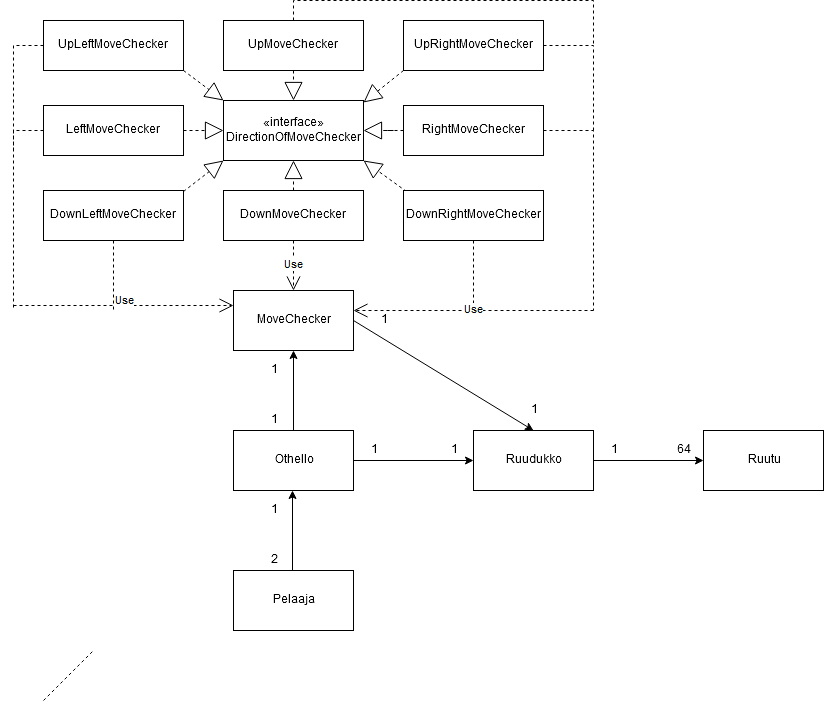 UpLeftMoveChecker
UpMoveChecker
UpRightMoveChecker
LeftMoveChecker
«interface»
DirectionOfMoveChecker
RightMoveChecker
DownLeftMoveChecker
DownMoveChecker
DownRightMoveChecker
Use
Use
Use
MoveChecker
1
1
1
1
Othello
1
1
Ruudukko
1
64
Ruutu
1
2
Pelaaja